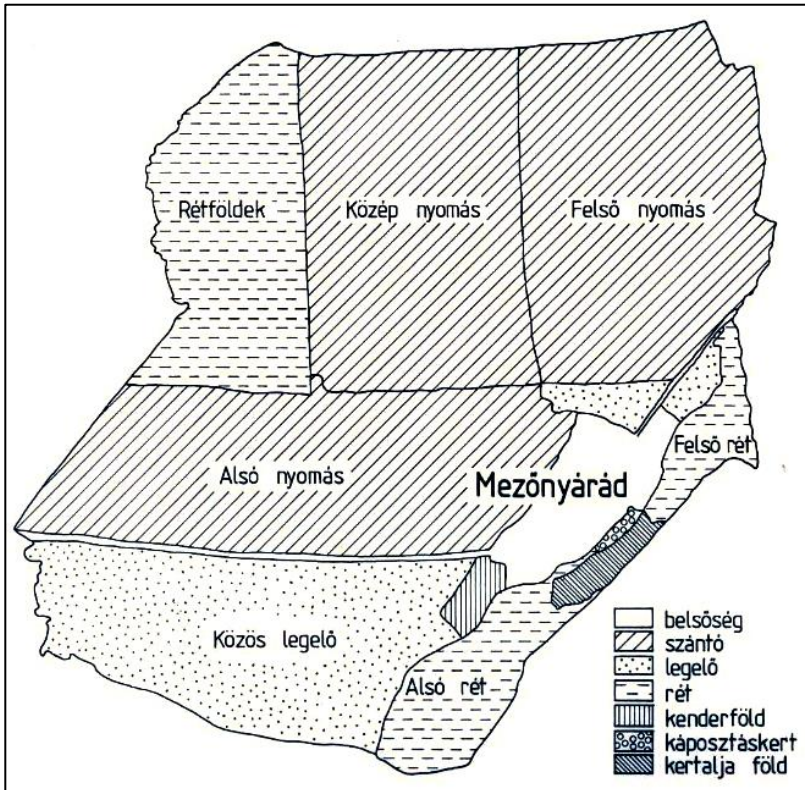 Rétföldek
Közép nyomás
Felső nyomás
Alsó nyomás
Mezőnyárád
Felső rét
Közös legelő
Alsó rét
belsőség
szántó
legelő
rét
kenderföld
káposztáskert
kertalja föld